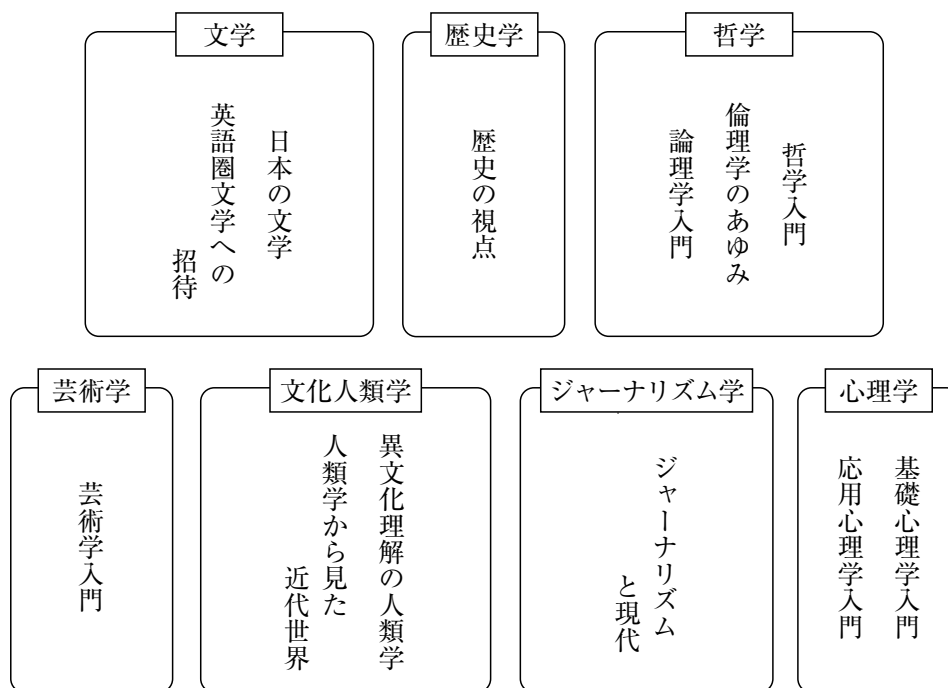 哲学
哲学入門
倫理学のあゆみ
論理学入門
歴史学
歴史の視点
文学
日本の文学
英語圏文学への
招待
心理学
基礎心理学入門
応用心理学入門
ジャーナリズム学
ジャーナリズム
と現代
文化人類学
異文化理解の人類学
人類学から見た
近代世界
芸術学
芸術学入門